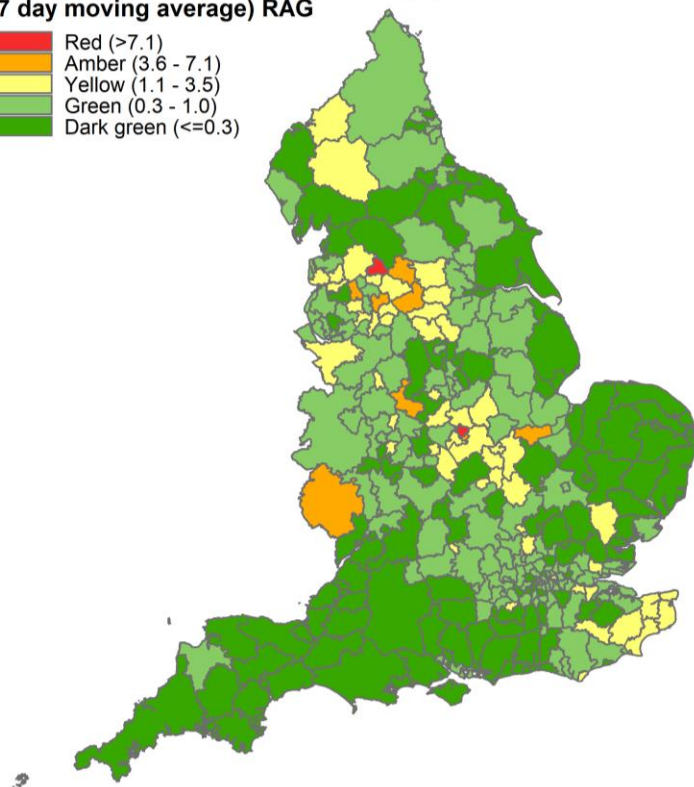 7 day moving average) RAG
Red (>7.1)
Amber (3.6 - 7.1)
Yellow (1.1 - 3.5)
Green (0.3 - 1.0)
Dark green (<=0.3)